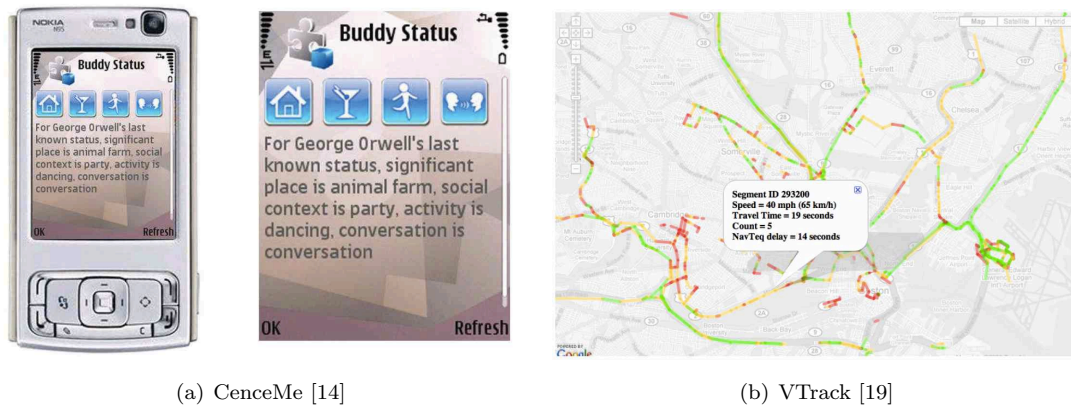 NOKIA
N95
Buddy Status
For George Orwell's last
known status, significant
place is animal farm, social
context is party, activity is
dancing, conversation is
conversation
OK Refresh
Buddy Status
For George Orwell's last
known status, significant
place is animal farm, social
context is party, activity is
dancing, conversation is
conversation
OK Refresh
Map Satellite Hybrid
Everett
Chelsea
Somerville
Cambridge
Segment ID 293200
Speed = 40 mph (65 km/h)
Travel Time = 19 seconds
Count = 5
NavTeq delay = 14 seconds
Back Bay
POWERED BY
Google
(a) CenceMe [14]
(b) VTrack [19]